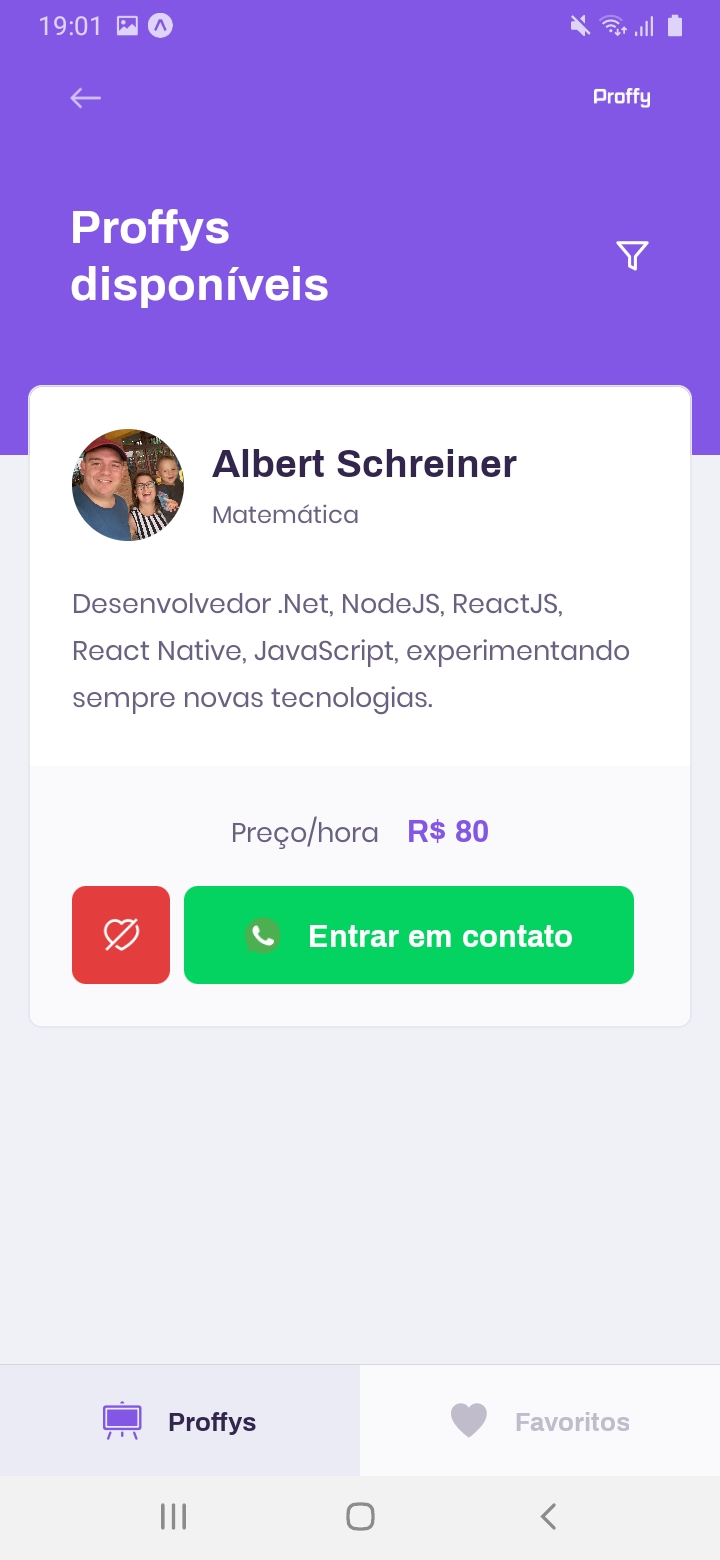 19:01
Proffy
Proffys
disponíveis
Albert Schreiner
Matemática
Desenvolvedor .Net, NodeJS, ReactJS,
React Native, JavaScript, experimentando
sempre novas tecnologias.
Preço/hora R$ 80
Entrar em contato
Proffys Favoritos